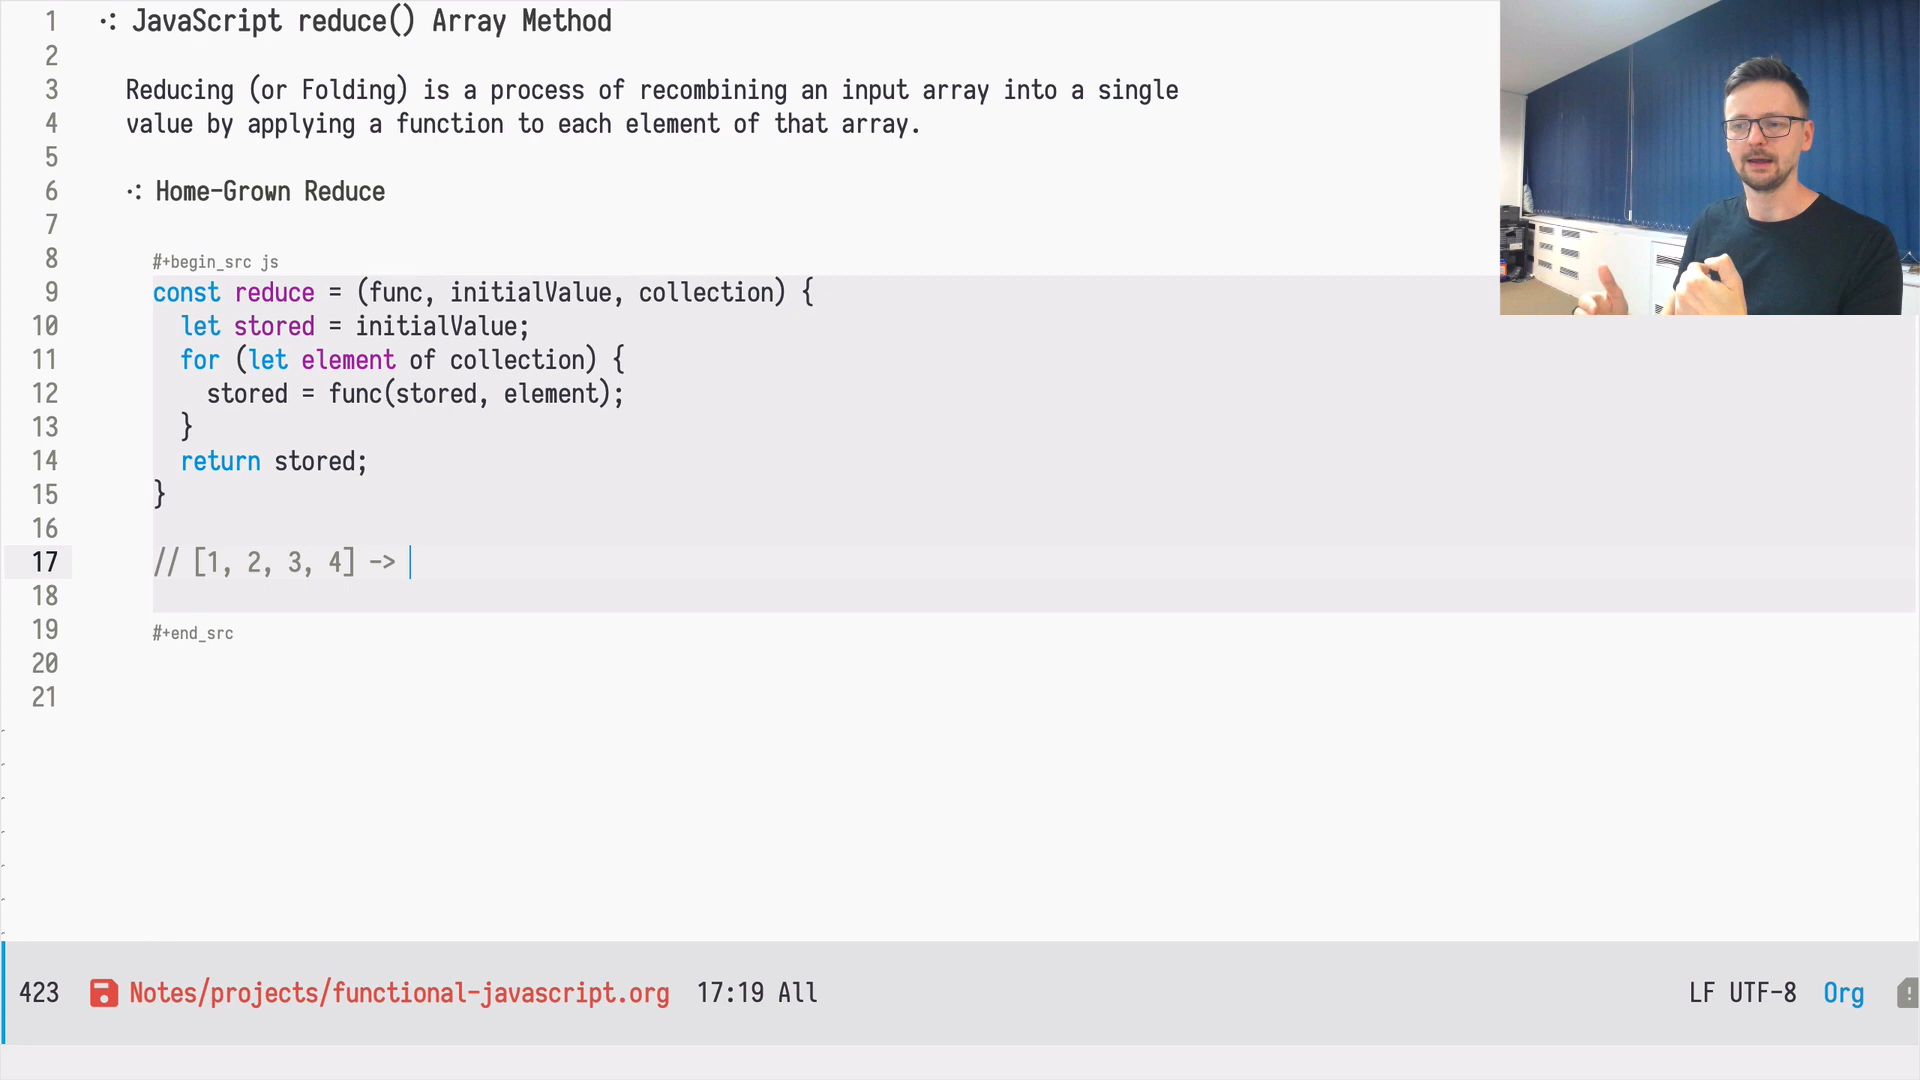 1 JavaScript reduce() Array Method
2
3 Reducing (or Folding) is a process of recombining an input array into a single
4 value by applying a function to each element of that array.
5
6 Home-Grown Reduce
7
8 #+begin_src js
9 const reduce = (func, initialValue, collection) {
10 let stored = initialValue;
11 for (let element of collection) {
12 stored = func(stored, element);
13 }
14 return stored;
15 }
16
17 // [1, 2, 3, 4] ->
18
19 #+end_src
20
21
423 Notes/projects/functional-javascript.org 17:19 All LF UTF-8 Org